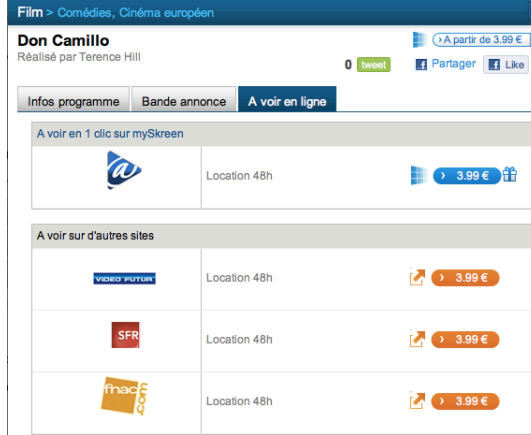 Film > Comédies, Cinéma européen
Don Camillo
> A partir de 3.99 €
Réalisé par Terence Hill
0 tweet
f Partager
f Like
Infos programme
Bande annonce
A voir en ligne
A voir en 1 clic sur mySkreen
Location 48h
> 3.99 €
A voir sur d'autres sites
VIDEO FUTUR
Location 48h
> 3.99 €
SFR
Location 48h
> 3.99 €
fnac.com
Location 48h
> 3.99 €